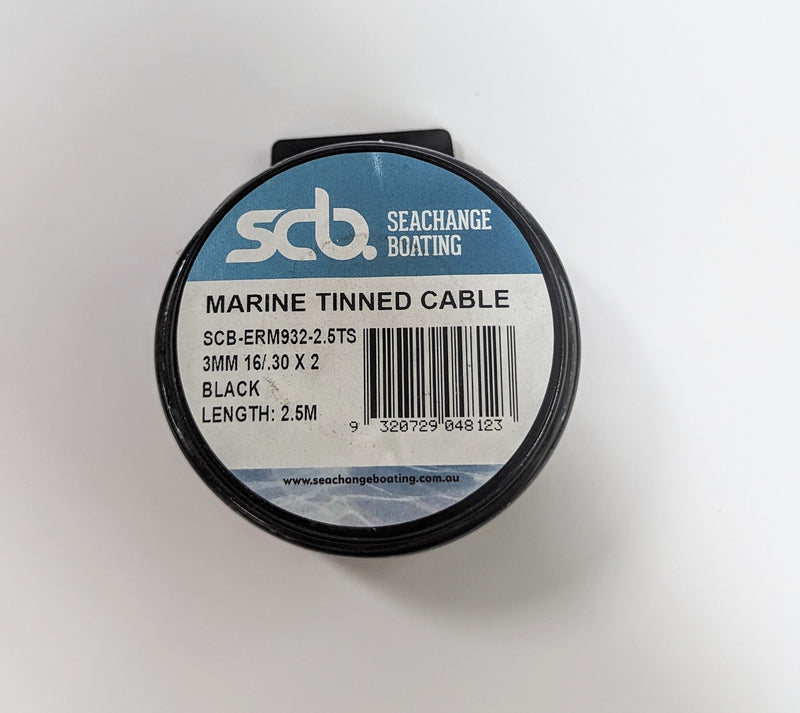 scb.
SEACHANGE
BOATING
MARINE TINNED CABLE
SCB-ERM932-2.5TS
3MM 16/.30 X 2
BLACK
LENGTH: 2.5M
9 320729 048123
www.seachangeboating.com.au